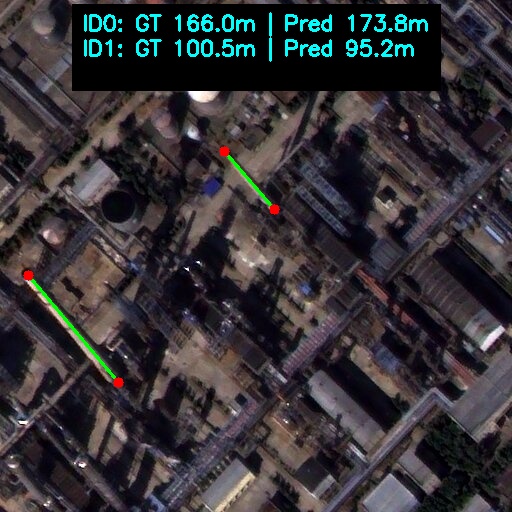 ID0: GT 166.0m | Pred 173.8m
ID1: GT 100.5m | Pred 95.2m